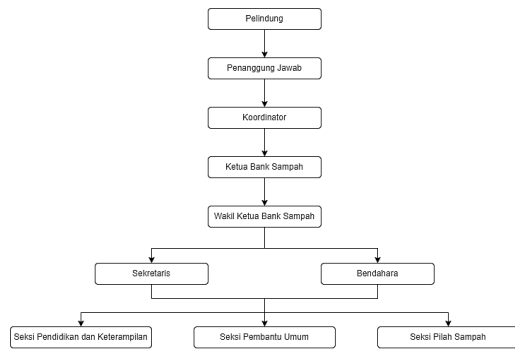 Pelindung
Penanggung Jawab
Koordinator
Ketua Bank Sampah
Wakil Ketua Bank Sampah
Sekretaris
Bendahara
Seksi Pendidikan dan Keterampilan
Seksi Pembantu Umum
Seksi Pilah Sampah